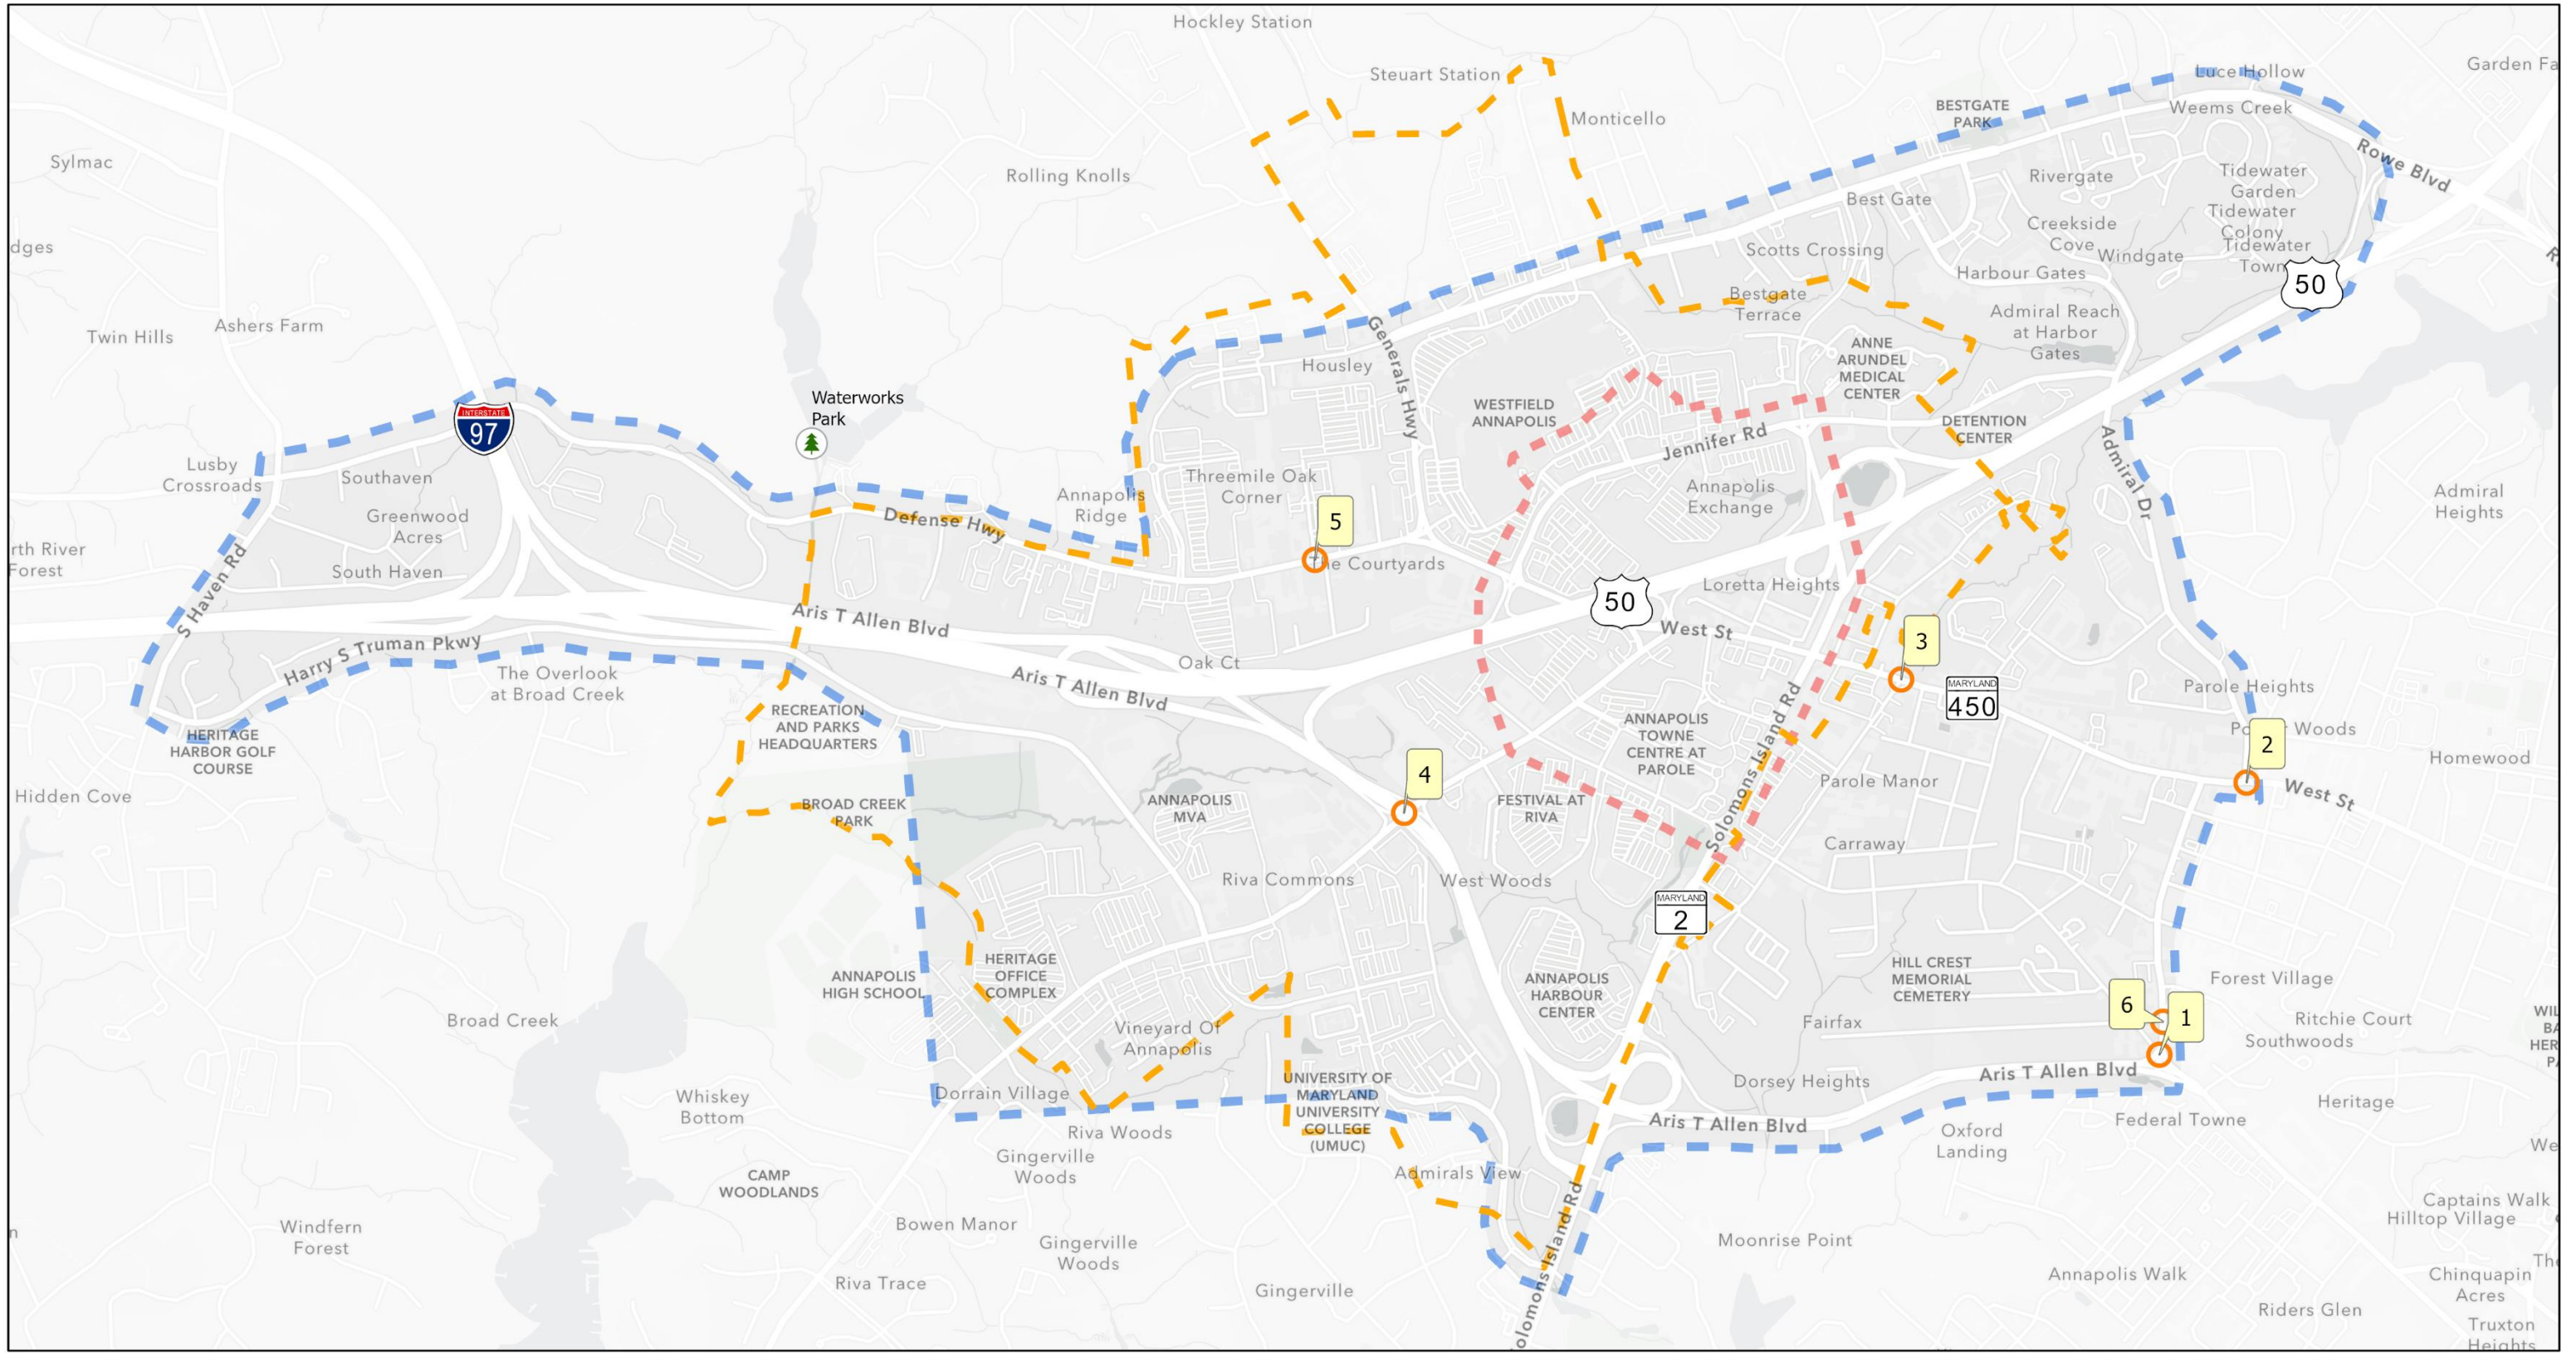 Hockley Station
Steuart Station
Monticello
Garden Fa
Luce Hollow
Weems Creek
BESTGATE
PARK
Rowe Blvd
Sylmac
Rolling Knolls
Rivergate
Tidewater
Garden
Tidewater
Colony
Tidewater
Town
Best Gate
Creekside
Cove
Windgate
dges
Scotts Crossing
Harbour Gates
50
Bestgate
Terrace
Admiral Reach
at Harbor
Gates
Twin Hills
Ashers Farm
Generals Hwy
Housley
ANNE
ARUNDEL
MEDICAL
CENTER
Waterworks
Park
INTERSTATE
97
WESTFIELD
ANNAPOLIS
Jennifer Rd
DETENTION
CENTER
Admiral Dr
Lusby
Crossroads
Southaven
Threemile Oak
Corner
Annapolis
Ridge
Annapolis
Exchange
Admiral
Heights
Greenwood
Acres
Defense Hwy
5
The Courtyards
rth River
Forest
South Haven
S Haven Rd
Loretta Heights
50
Aris T Allen Blvd
West St
Harry S Truman Pkwy
3
Oak Ct
The Overlook
at Broad Creek
Aris T Allen Blvd
MARYLAND
450
Parole Heights
Solomons Island Rd
RECREATION
AND PARKS
HEADQUARTERS
ANNAPOLIS
TOWNE
CENTRE AT
PAROLE
HERITAGE
HARBOR GOLF
COURSE
2
Woods
Homewood
4
Parole Manor
West St
Hidden Cove
BROAD CREEK
PARK
ANNAPOLIS
MVA
FESTIVAL AT
RIVA
Carraway
Riva Commons
West Woods
MARYLAND
2
ANNAPOLIS
HIGH SCHOOL
HERITAGE
OFFICE
COMPLEX
ANNAPOLIS
HARBOUR
CENTER
HILL CREST
MEMORIAL
CEMETERY
Forest Village
6
1
Broad Creek
Vineyard Of
Annapolis
Fairfax
Ritchie Court
Southwoods
WIL
BA
HER
PA
Aris T Allen Blvd
Dorsey Heights
Whiskey
Bottom
Dorrain Village
UNIVERSITY OF
MARYLAND
UNIVERSITY
COLLEGE
(UMUC)
Heritage
Federal Towne
Aris T Allen Blvd
Riva Woods
Oxford
Landing
We
Gingerville
Woods
Admirals View
CAMP
WOODLANDS
Captains Walk
Hilltop Village
Bowen Manor
Windfern
Forest
n
Solomons Island Rd
Moonrise Point
Gingerville
Woods
The
Annapolis Walk
Chinquapin
Acres
Riva Trace
Gingerville
Riders Glen
Truxton
Heights
olomons